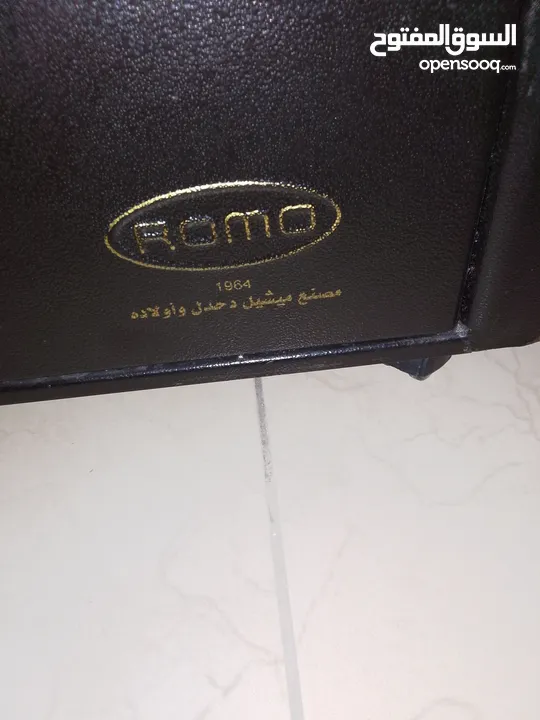 السوق المفتوح
opensooq.com
ROMO
1964
مصنع ميشيل دحدل وأولاده